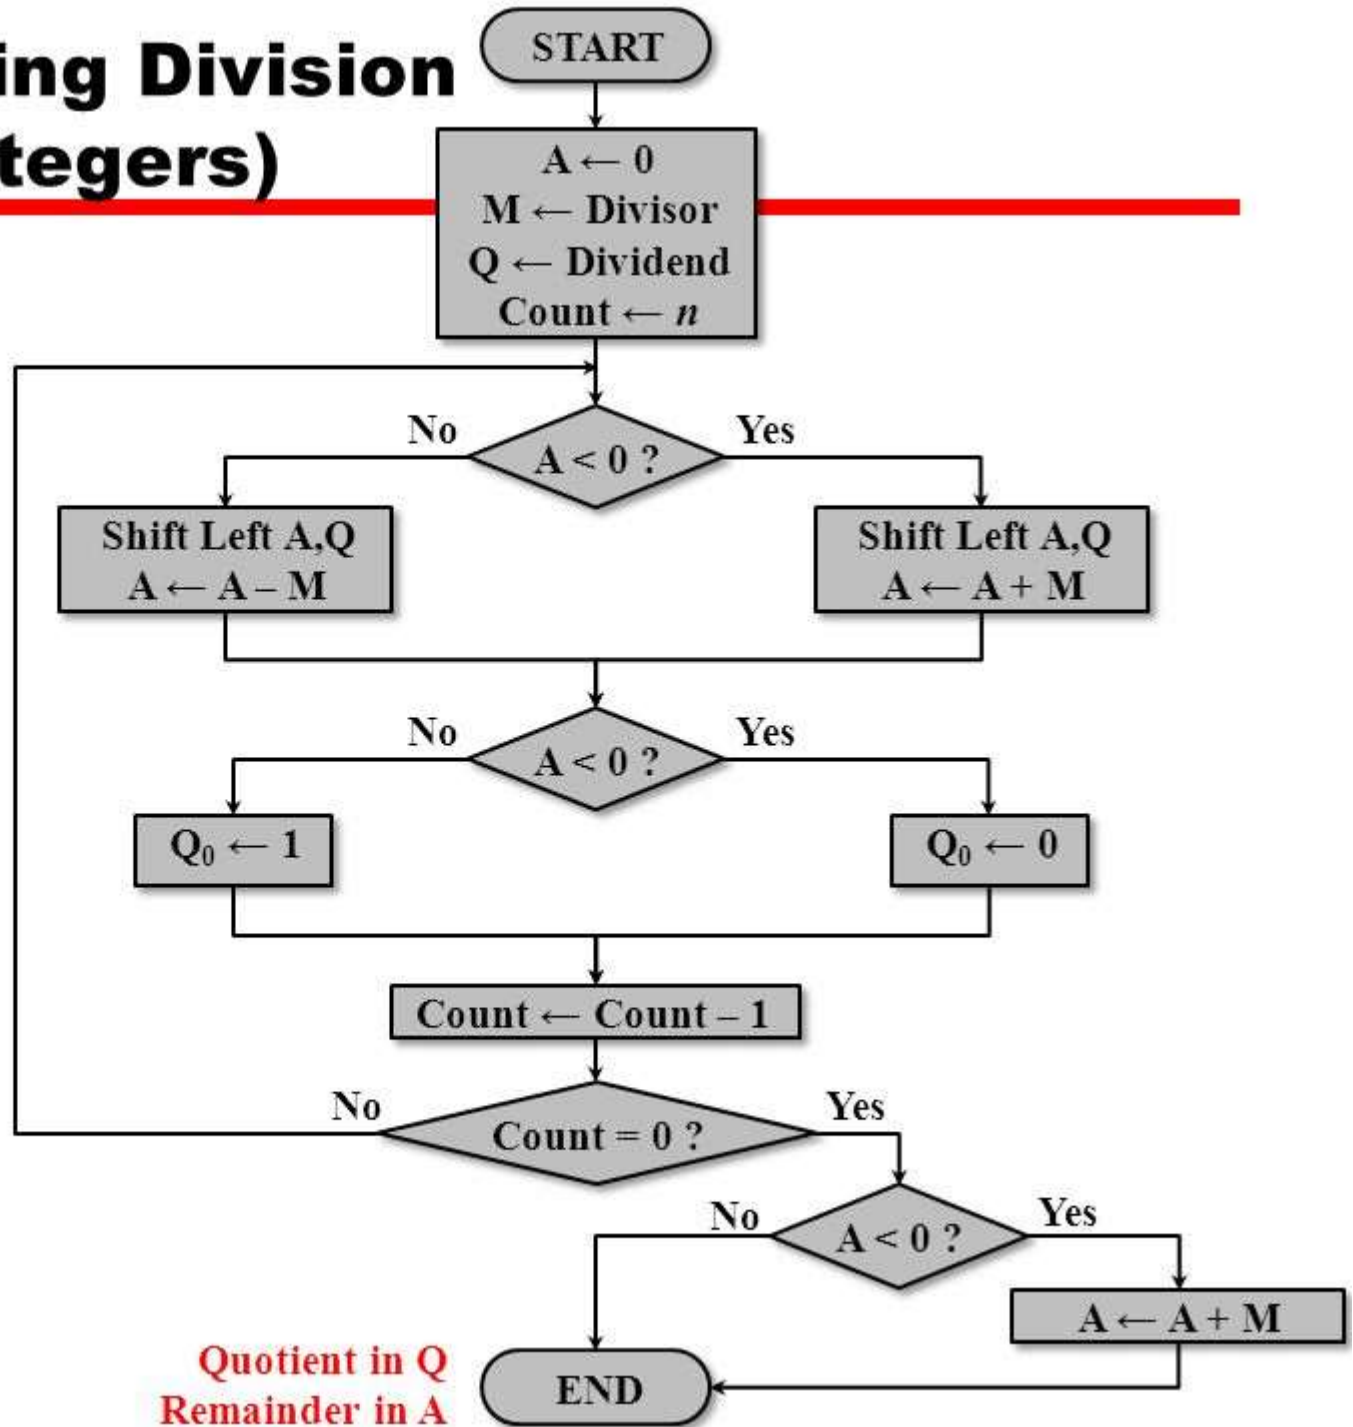 ing Division
tegers)
START
A ← 0
M ← Divisor
Q ← Dividend
Count ← n
No
A < 0 ?
Yes
Shift Left A,Q
A ← A – M
Shift Left A,Q
A ← A + M
No
A < 0 ?
Yes
Q₀ ← 1
Q₀ ← 0
Count ← Count – 1
No
Count = 0 ?
Yes
No
A < 0 ?
Yes
A ← A + M
Quotient in Q
Remainder in A
END